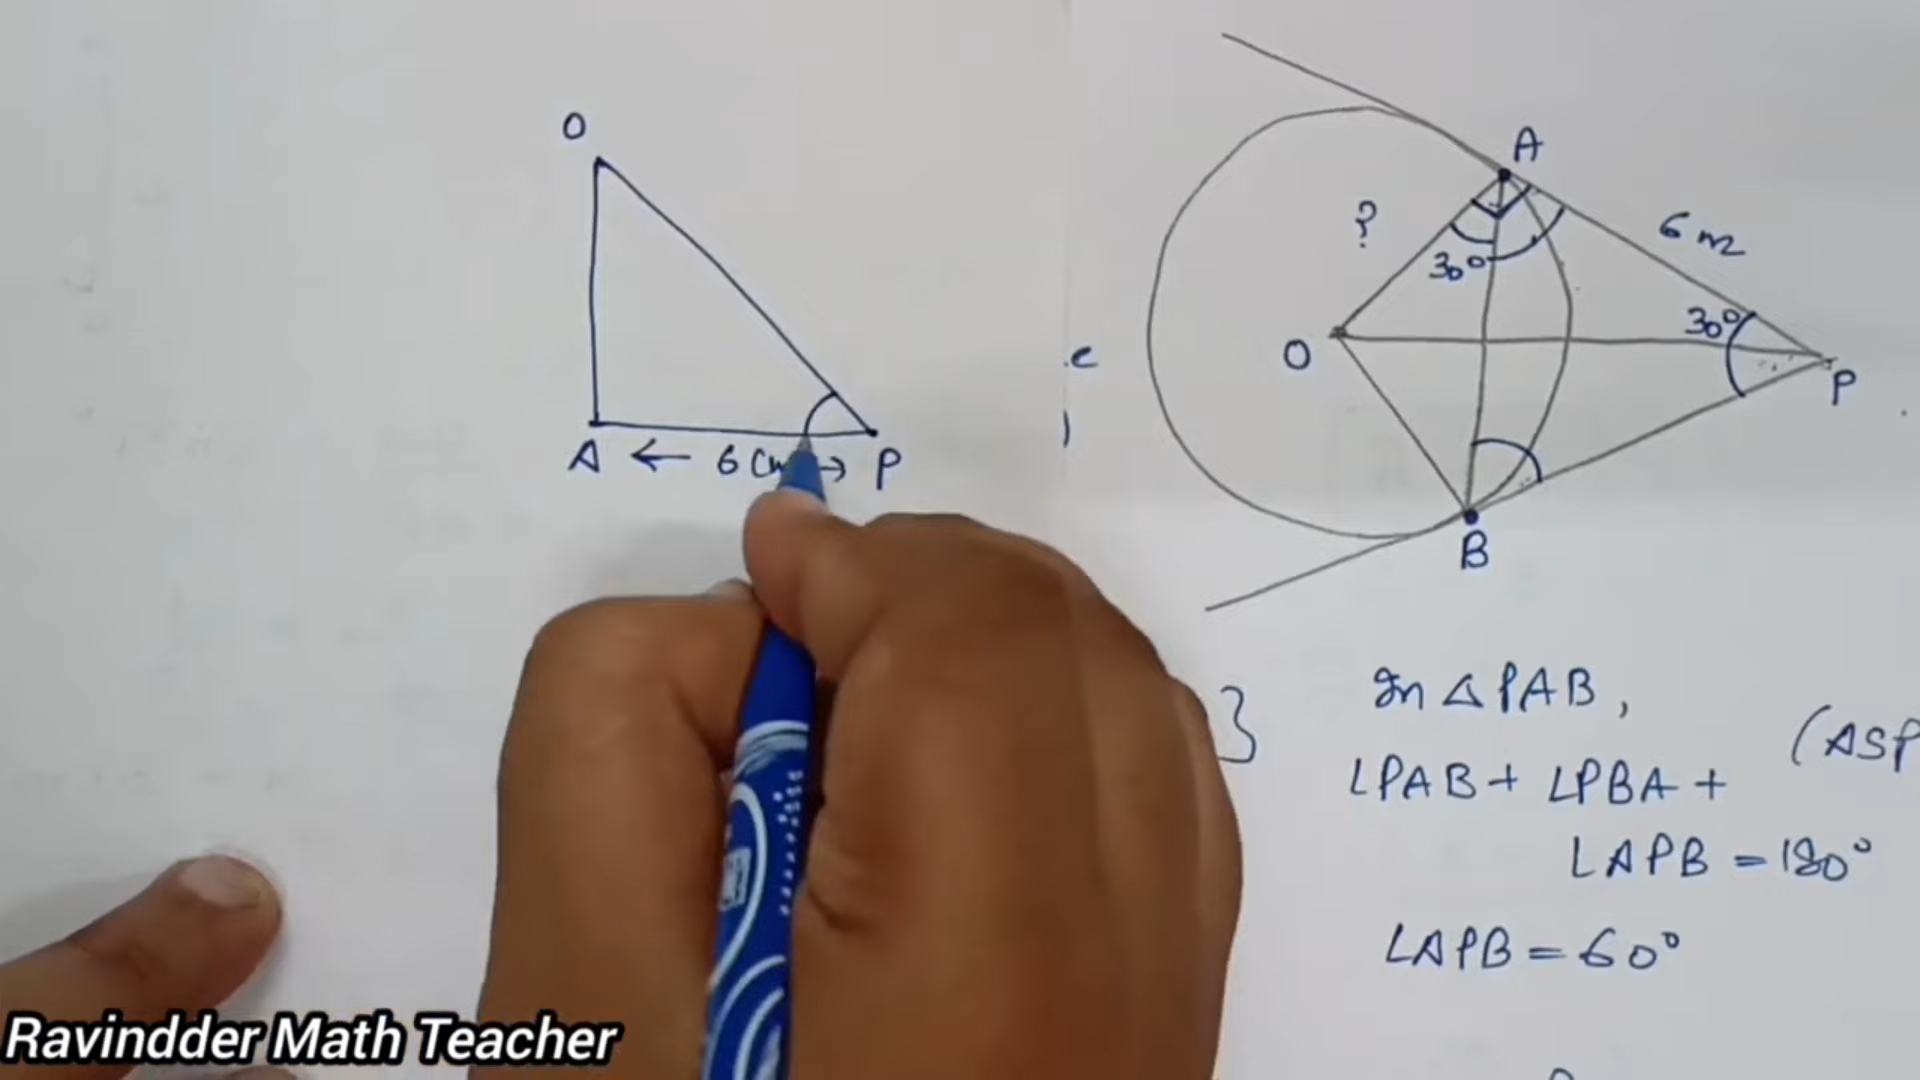 O
A ← 6 cm → P
A
?
6 m
30°
30°
O
P
B
In △PAB,
∠PAB + ∠PBA +
(ASP
∠APB = 180°
∠APB = 60°
Ravindder Math Teacher